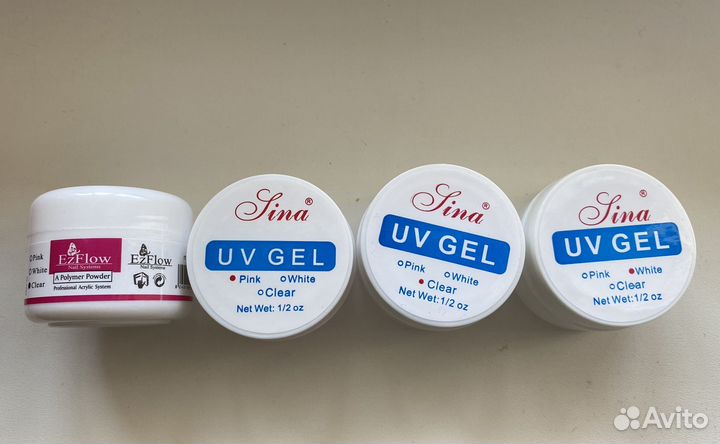 Pink
White
Clear
EzFlow
Nail Systems
A Polymer Powder
Professional Acrylic System
EzFlow
Nail Systems
Sina®
UV GEL
Pink White
Clear
Net Wet: 1/2 oz
Sina®
UV GEL
Pink White
Clear
Net Wet: 1/2 oz
Sina®
UV GEL
Pink White
Clear
Net Wet: 1/2 oz
Avito